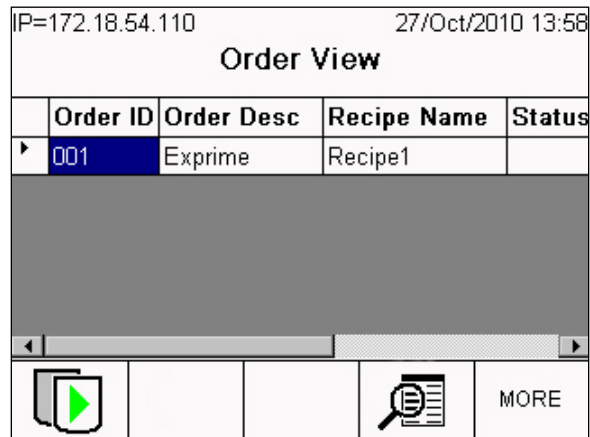 IP=172.18.54.110 27/Oct/2010 13:58
Order View
Order ID Order Desc Recipe Name Status
001 Exprime Recipe1
MORE